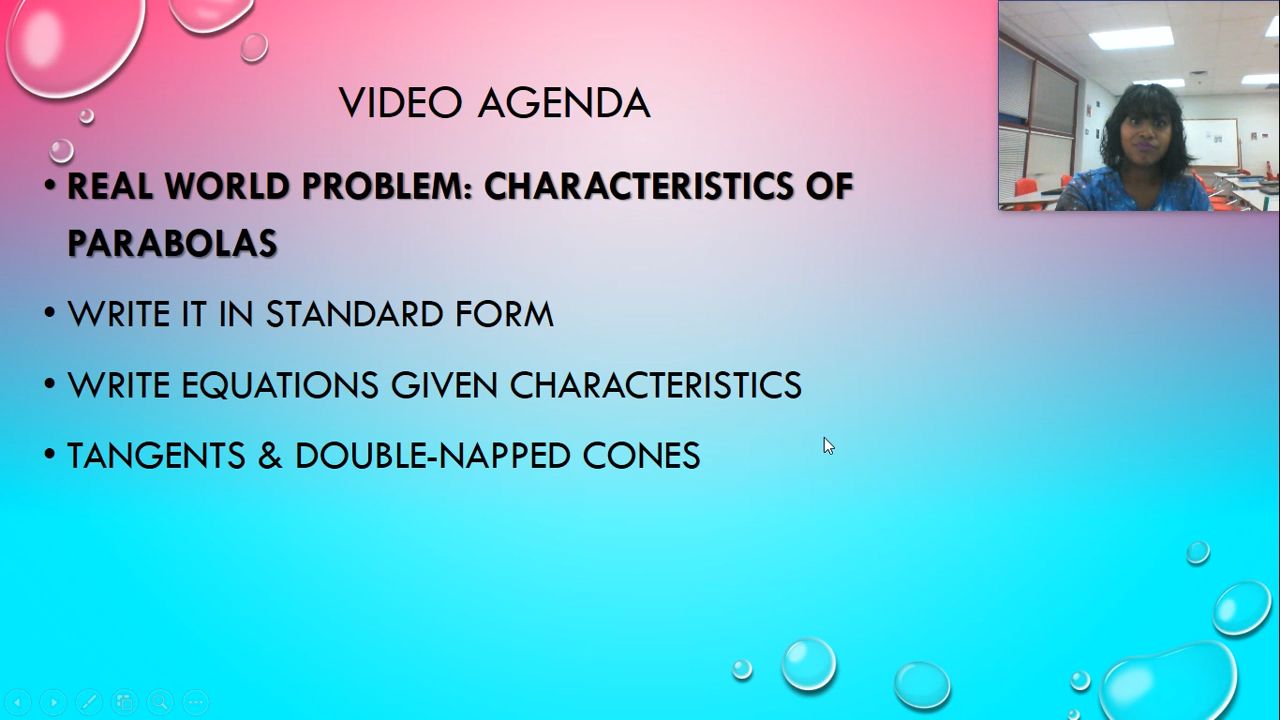 VIDEO AGENDA
• REAL WORLD PROBLEM: CHARACTERISTICS OF
PARABOLAS
• WRITE IT IN STANDARD FORM
• WRITE EQUATIONS GIVEN CHARACTERISTICS
• TANGENTS & DOUBLE-NAPPED CONES